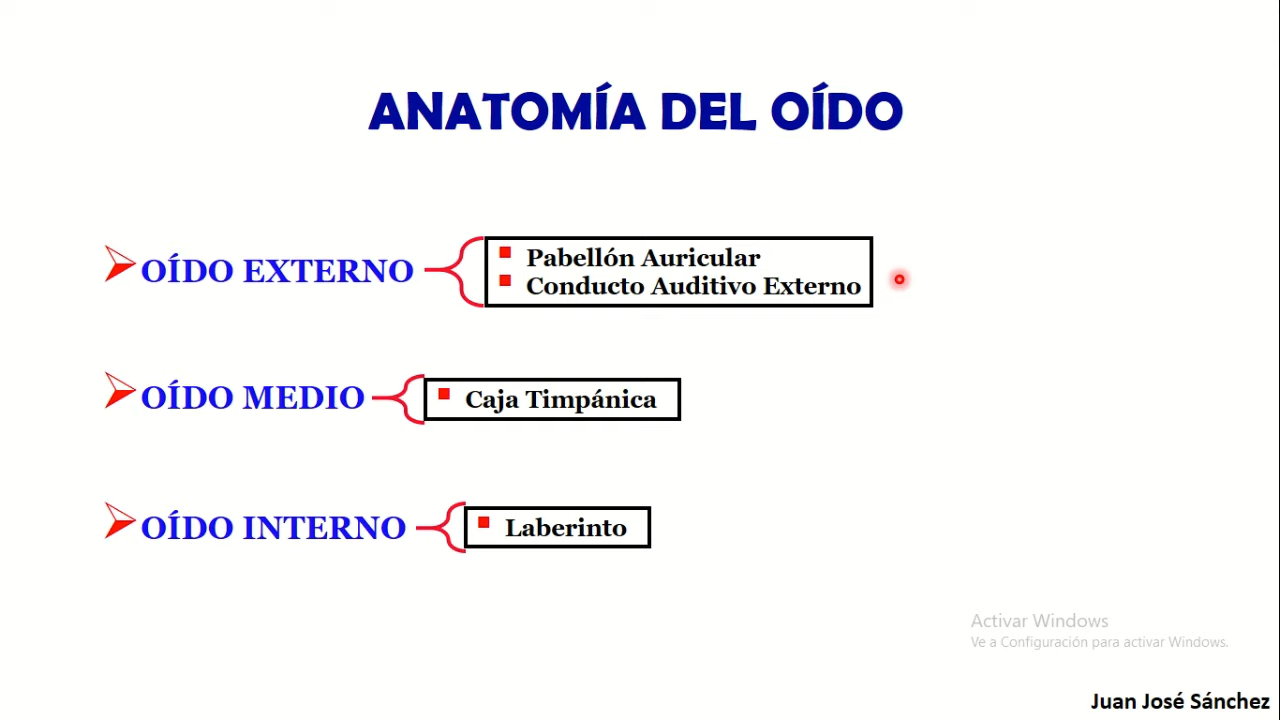 ANATOMÍA DEL OÍDO
OÍDO EXTERNO
Pabellón Auricular
Conducto Auditivo Externo
OÍDO MEDIO
Caja Timpánica
OÍDO INTERNO
Laberinto
Activar Windows
Ve a Configuración para activar Windows.
Juan José Sánchez